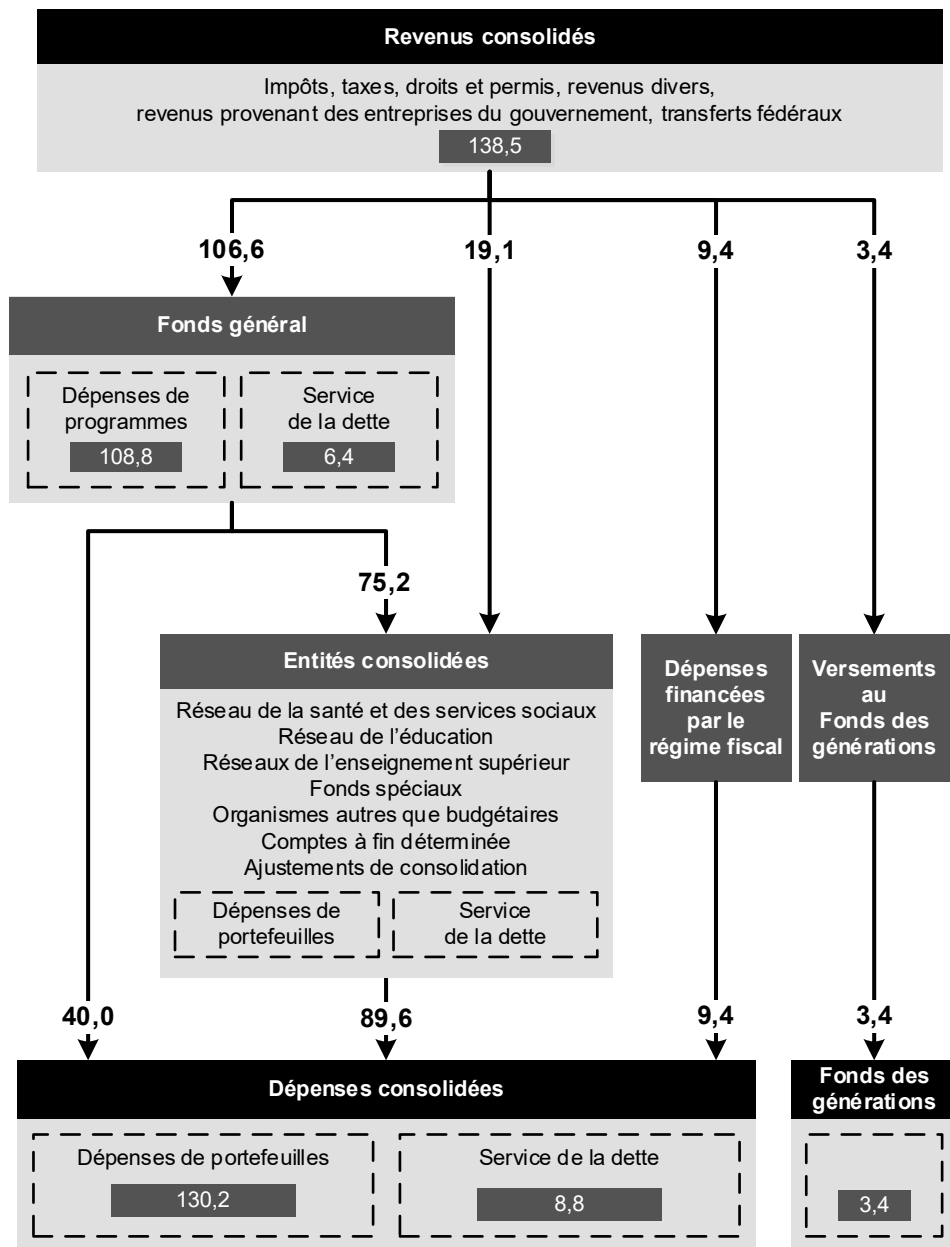 Revenus consolidés
Impôts, taxes, droits et permis, revenus divers,
revenus provenant des entreprises du gouvernement, transferts fédéraux
138,5
106,6
19,1
9,4
3,4
Fonds général
Dépenses de
programmes
108,8
Service
de la dette
6,4
75,2
Entités consolidées
Réseau de la santé et des services sociaux
Réseau de l’éducation
Réseaux de l’enseignement supérieur
Fonds spéciaux
Organismes autres que budgétaires
Comptes à fin déterminée
Ajustements de consolidation
Dépenses de
portefeuilles
Service
de la dette
Dépenses
financées
par le
régime fiscal
Versements
au
Fonds des
générations
40,0
89,6
9,4
3,4
Dépenses consolidées
Dépenses de portefeuilles
130,2
Service de la dette
8,8
Fonds des
générations
3,4